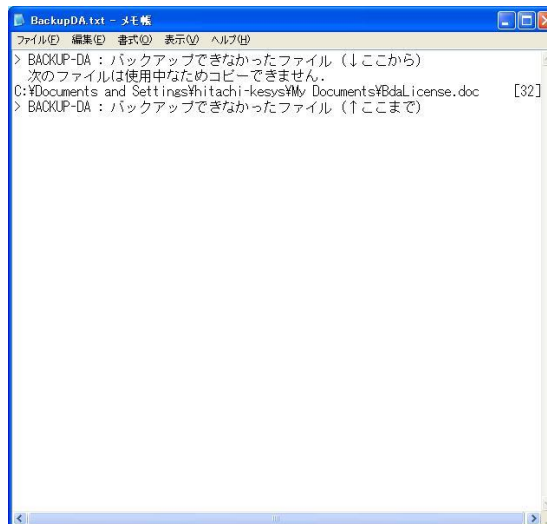 BackupDA.txt - メモ帳
ファイル(F) 編集(E) 書式(O) 表示(V) ヘルプ(H)
> BACKUP-DA : バックアップできなかったファイル (↓ここから)
次のファイルは使用中なためコピーできません.
C:¥Documents and Settings¥hitachi-kesys¥My Documents¥BdaLicense.doc [32]
> BACKUP-DA : バックアップできなかったファイル (↑ここまで)